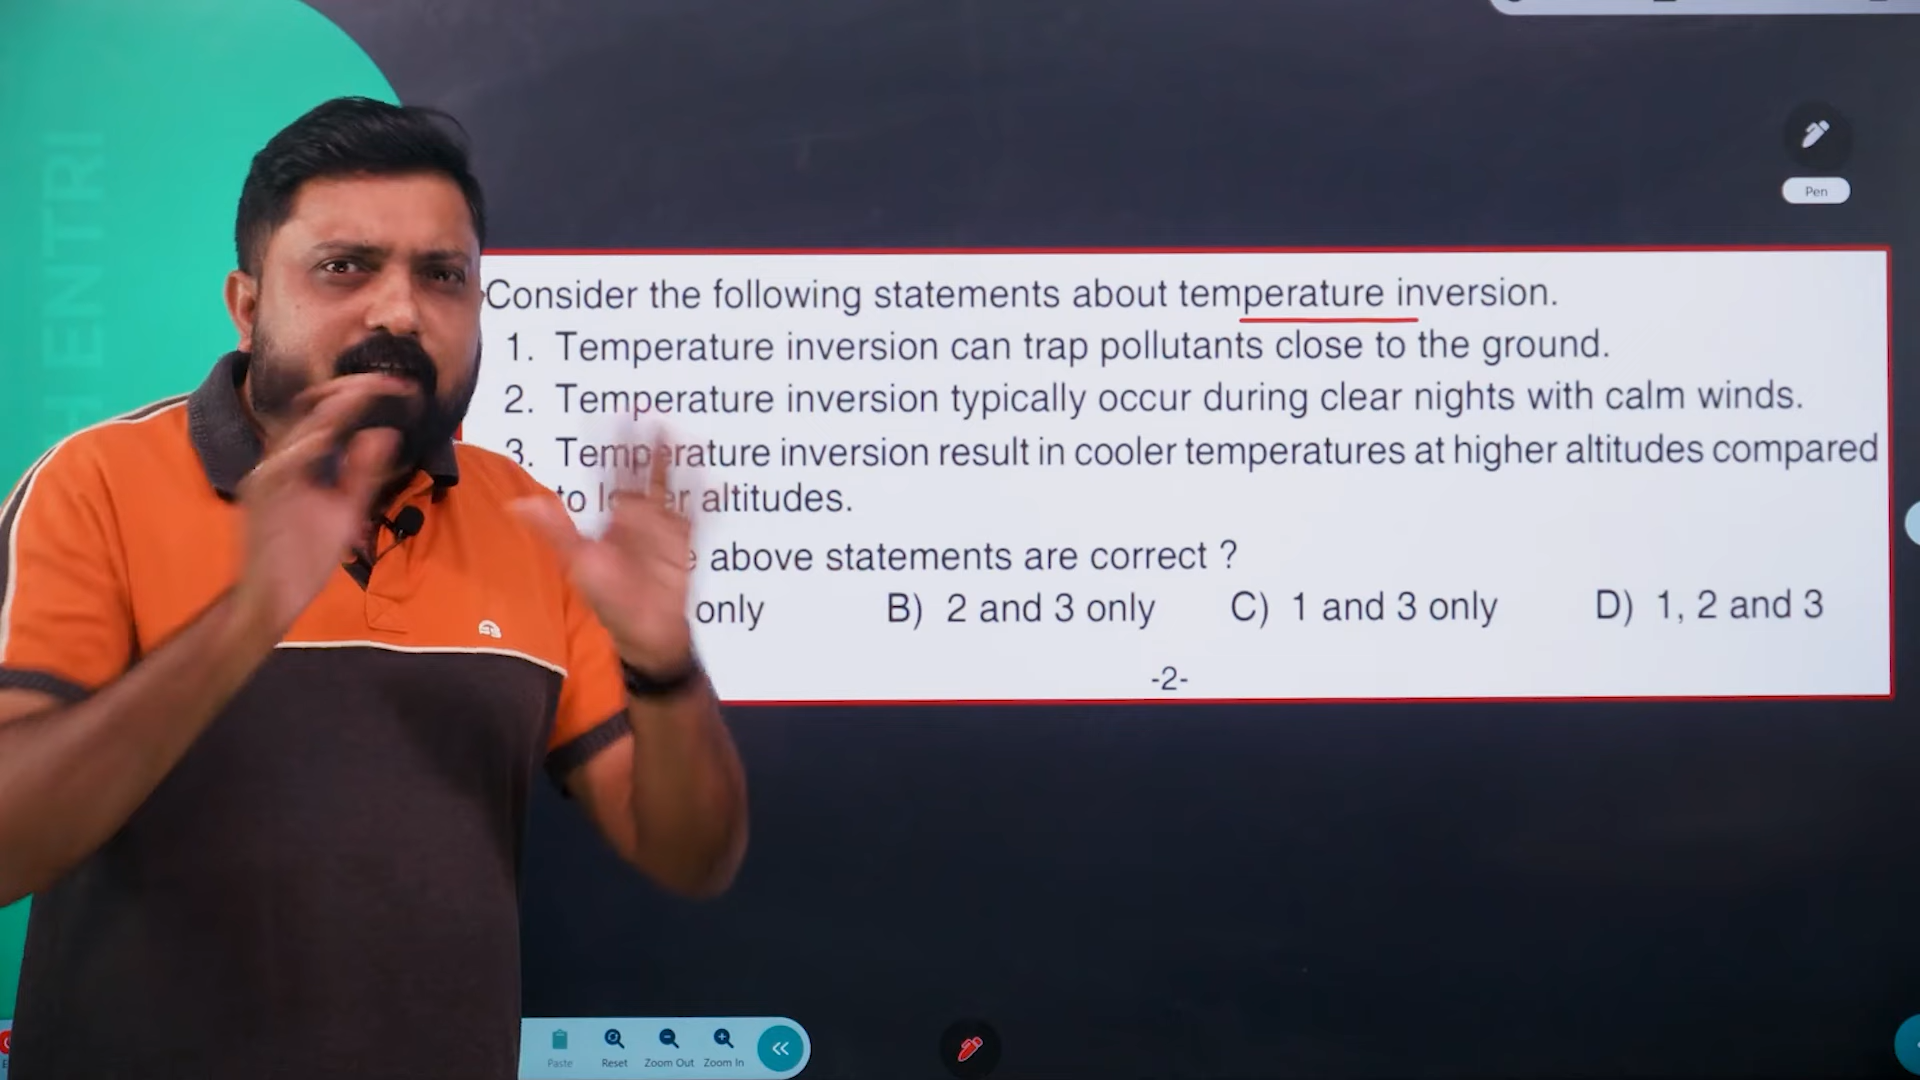 H ENTRI
Pen
Consider the following statements about temperature inversion.
1. Temperature inversion can trap pollutants close to the ground.
2. Temperature inversion typically occur during clear nights with calm winds.
3. Temperature inversion result in cooler temperatures at higher altitudes compared
to altitudes.
above statements are correct ?
only B) 2 and 3 only C) 1 and 3 only D) 1, 2 and 3
-2-
Paste Reset Zoom Out Zoom In